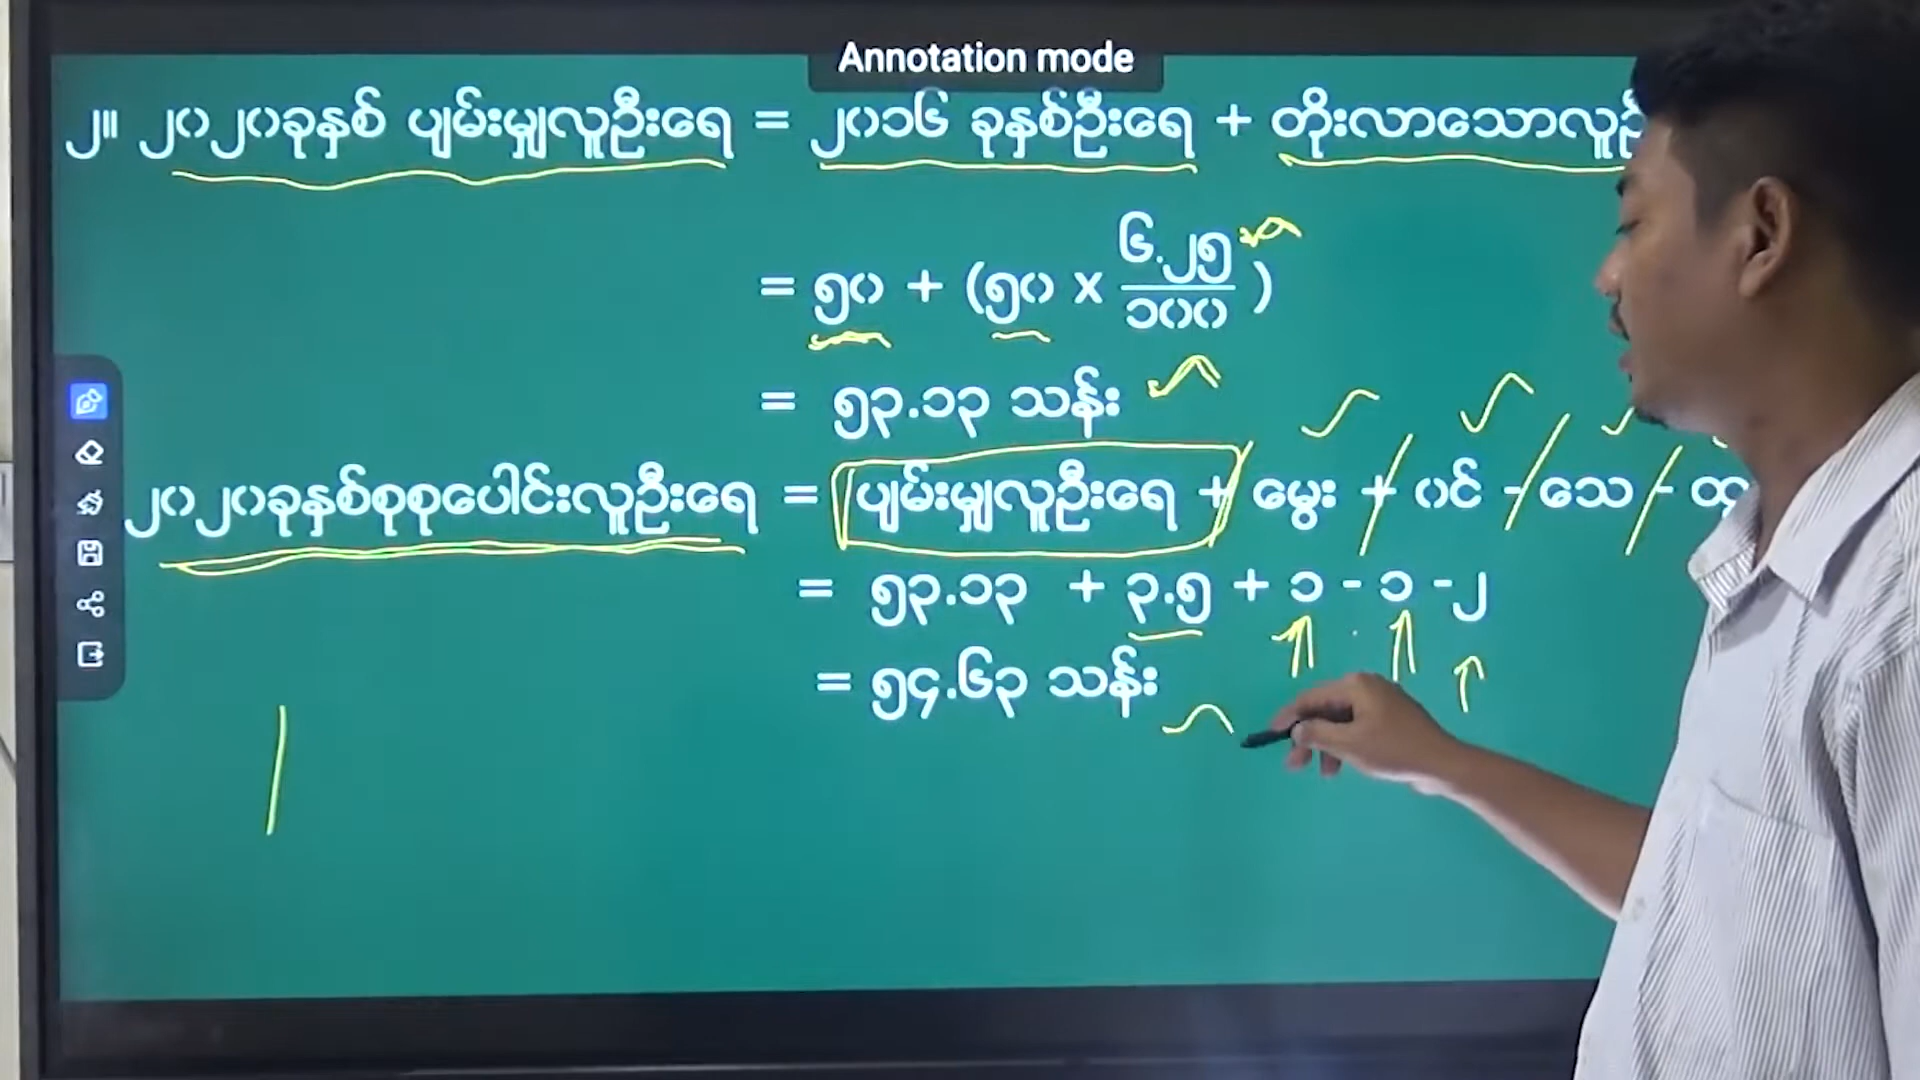 Annotation mode
၂။ ၂၀၂၀ခုနှစ် ပျမ်းမျှလူဦးရေ = ၂၀၁၆ ခုနှစ်ဦးရေ + တိုးလာသော
= ၅၀ + (၅၀ x ၆.၂၅/၁၀၀)
= ၅၃.၁၃ သန်း
၂၀၂၀ခုနှစ်စုစုပေါင်းလူဦးရေ = ပျမ်းမျှလူဦးရေ + မွေး + ဝင် - သေ -
= ၅၃.၁၃ + ၃.၅ + ၁ - ၁ -၂
= ၅၄.၆၃ သန်း